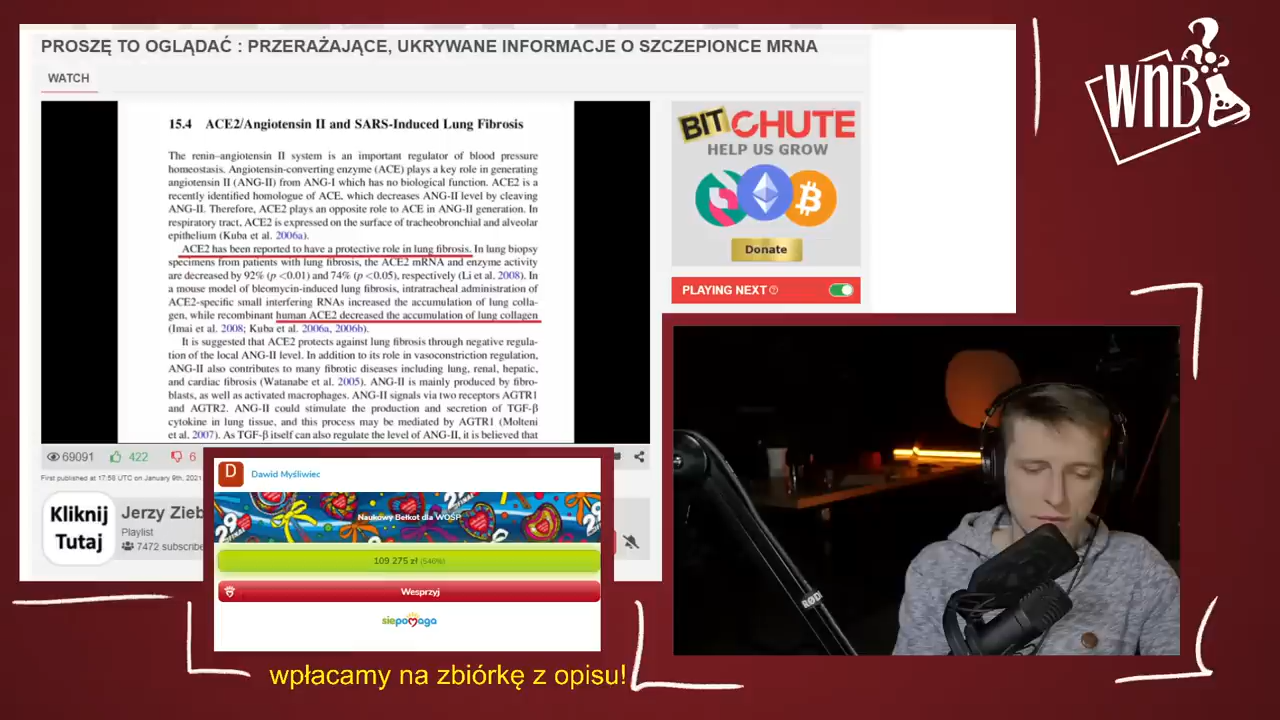 PROSZĘ TO OGLĄDAĆ : PRZERAŻAJĄCE, UKRYWANE INFORMACJE O SZCZEPIONCE MRNA
WATCH
15.4 ACE2/Angiotensin II and SARS-Induced Lung Fibrosis
The renin–angiotensin II system is an important regulator of blood pressure
homeostasis. Angiotensin-converting enzyme (ACE) plays a key role in generating
angiotensin II (ANG-II) from ANG-I which has no biological function. ACE2 is a
recently identified homologue of ACE, which decreases ANG-II level by cleaving
ANG-II. Therefore, ACE2 plays an opposite role to ACE in ANG-II generation. In
respiratory tract, ACE2 is expressed on the surface of tracheobronchial and alveolar
epithelium (Kuba et al. 2006a).
ACE2 has been reported to have a protective role in lung fibrosis. In lung biopsy
specimens from patients with lung fibrosis, the ACE2 mRNA and enzyme activity
are decreased by 92% (p <0.01) and 74% (p <0.05), respectively (Li et al. 2008). In
a mouse model of bleomycin-induced lung fibrosis, intratracheal administration of
ACE2-specific small interfering RNAs increased the accumulation of lung colla-
gen, while recombinant human ACE2 decreased the accumulation of lung collagen
(Imai et al. 2008; Kuba et al. 2006a, 2006b).
It is suggested that ACE2 protects against lung fibrosis through negative regula-
tion of the local ANG-II level. In addition to its role in vasoconstriction regulation,
ANG-II also contributes to many fibrotic diseases including lung, renal, hepatic,
and cardiac fibrosis (Watanabe et al. 2005). ANG-II is mainly produced by fibro-
blasts, as well as activated macrophages. ANG-II signals via two receptors AGTR1
and AGTR2. ANG-II could stimulate the production and secretion of TGF-β
cytokine in lung tissue, and this process may be mediated by AGTR1 (Molteni
et al. 2007). As TGF-β itself can also regulate the level of ANG-II, it is believed that
BITCHUTE
HELP US GROW
Donate
PLAYING NEXT
WNB
69091 422 6
First published at 17:58 UTC on January 9th, 2021
Kliknij
Tutaj
Jerzy Zieb
Playlist
7472 subscribe
D
Dawid Myśliwiec
Naukowy Bełkot dla WOŚP
109 275 zł (546%)
Wesprzyj
siepomaga
wpłacamy na zbiórkę z opisu!
RØDE